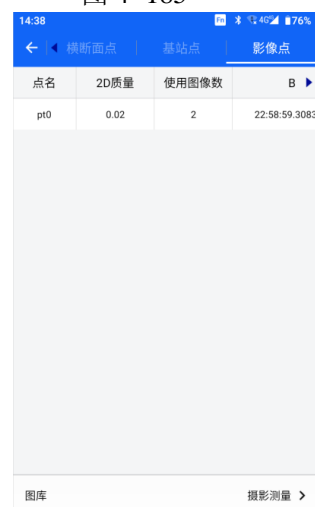 图 4-185
14:38 Fn 4G 76%
横断面点 基站点 影像点
点名 2D质量 使用图像数 B
pt0 0.02 2 22:58:59.3083
图库 摄影测量